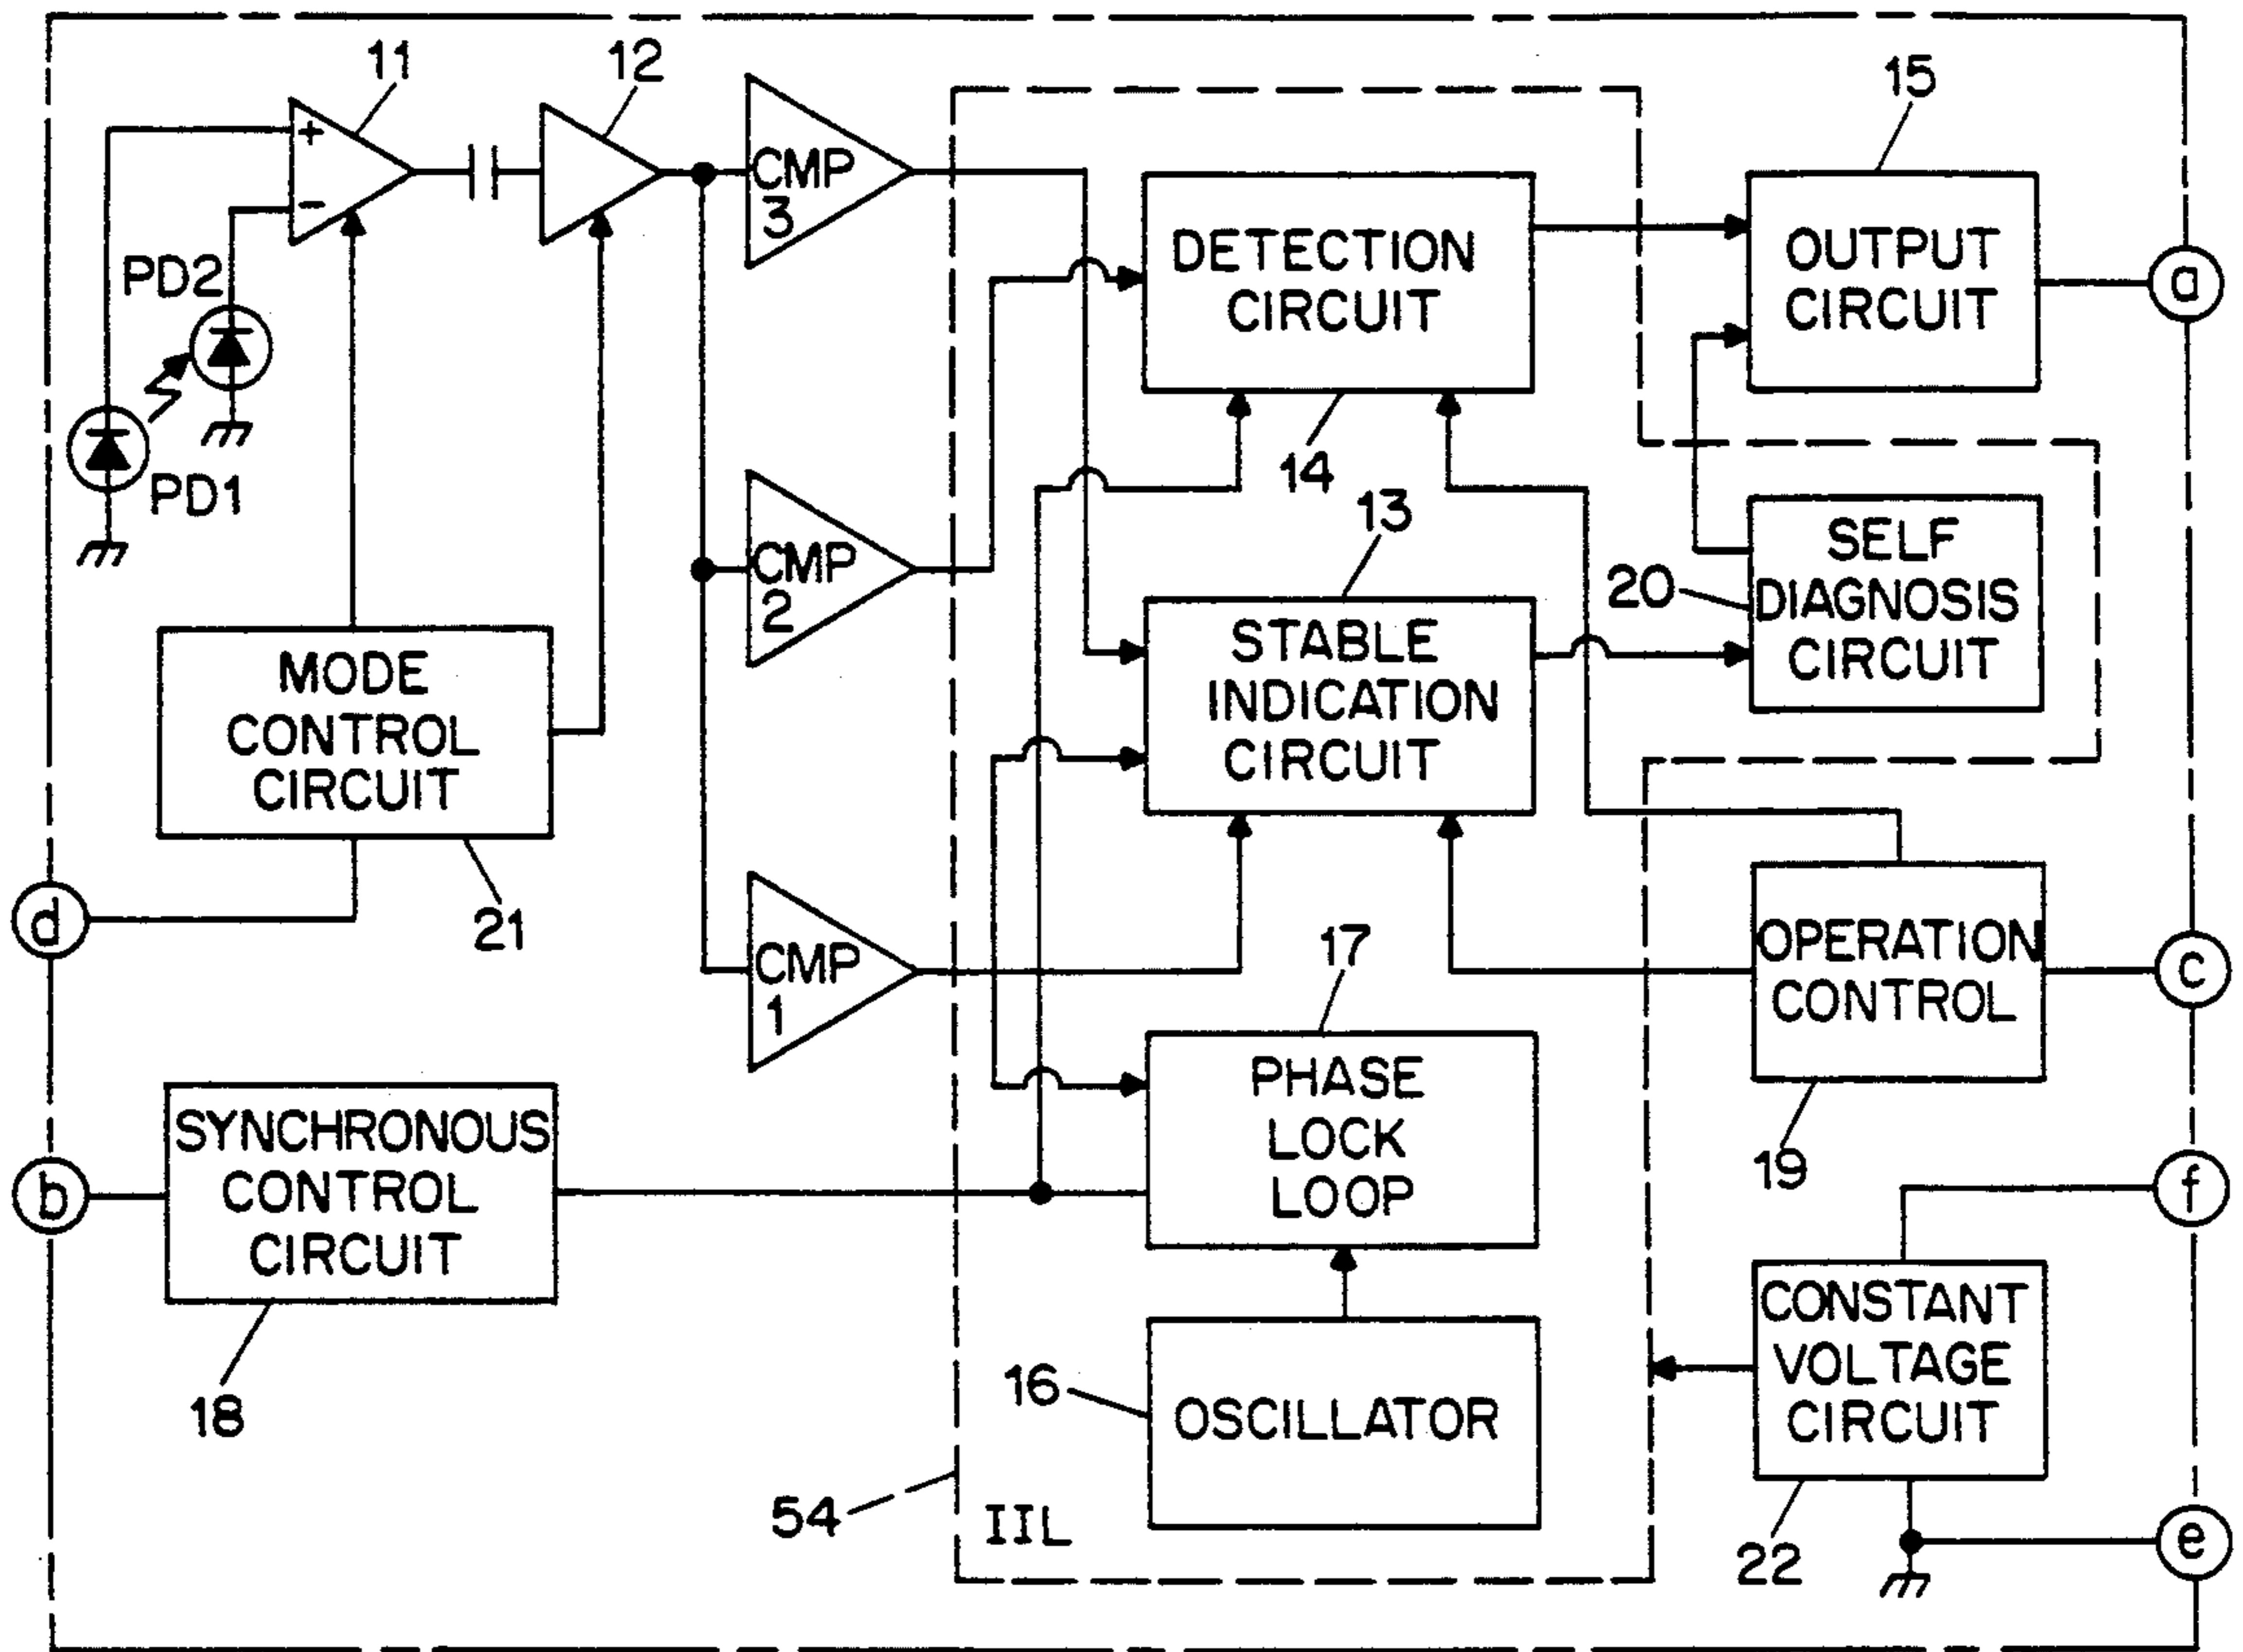 11
12
15
+
−
CMP
3
DETECTION
CIRCUIT
OUTPUT
CIRCUIT
a
PD2
PD1
14
13
CMP
2
STABLE
INDICATION
CIRCUIT
20
SELF
DIAGNOSIS
CIRCUIT
MODE
CONTROL
CIRCUIT
d
21
CMP
1
17
OPERATION
CONTROL
c
PHASE
LOCK
LOOP
19
b
SYNCHRONOUS
CONTROL
CIRCUIT
f
18
16
OSCILLATOR
CONSTANT
VOLTAGE
CIRCUIT
54
IIL
22
e